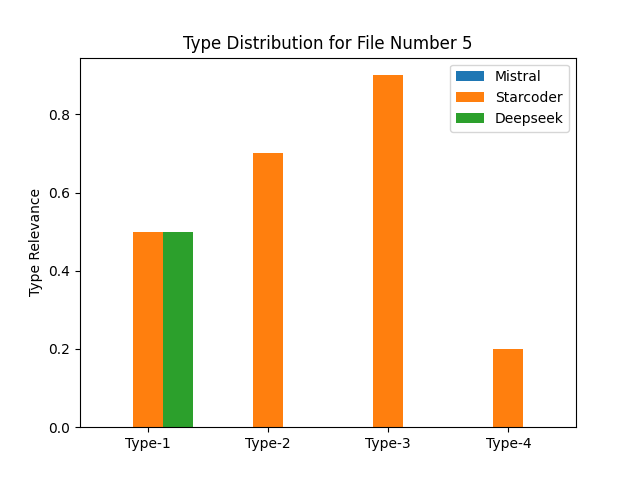 Type Distribution for File Number 5
Mistral
Starcoder
Deepseek
Type Relevance
0.8
0.6
0.4
0.2
0.0
Type-1 Type-2 Type-3 Type-4